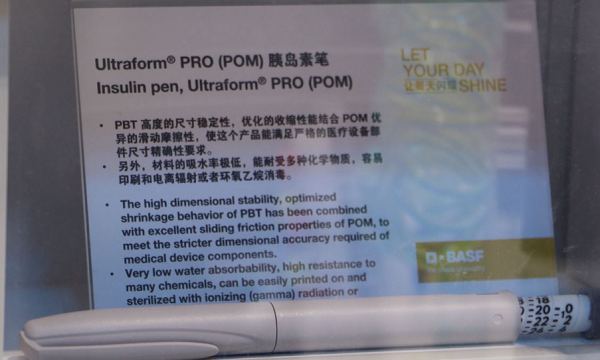 Ultraform® PRO (POM) 胰岛素笔
Insulin pen, Ultraform® PRO (POM)
LET
YOUR DAY
让每天闪耀 SHINE
• PBT 高度的尺寸稳定性，优化的收缩性能结合 POM 优
异的滑动摩擦性，使这个产品能满足严格的医疗设备部
件尺寸精确性要求。
• 另外，材料的吸水率极低，能耐受多种化学物质，容易
印刷和电离辐射或者环氧乙烷消毒。
• The high dimensional stability, optimized
shrinkage behavior of PBT has been combined
with excellent sliding friction properties of POM, to
meet the stricter dimensional accuracy required of
medical device components.
• Very low water absorbability, high resistance to
many chemicals, can be easily printed on and
sterilized with ionizing (gamma) radiation or
BASF
18
20
22
0
2